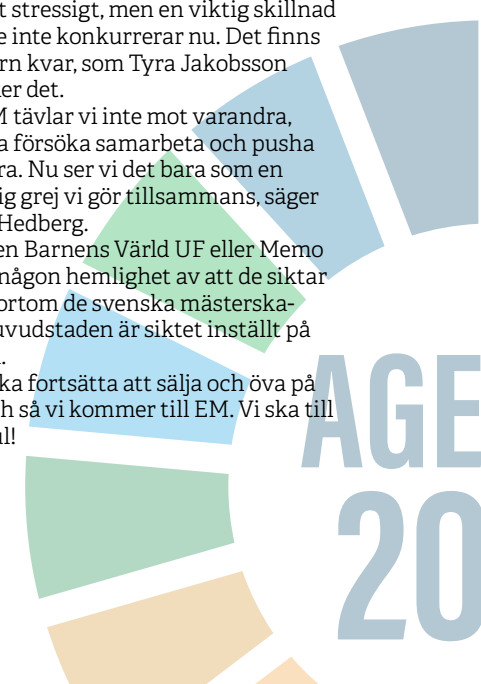 t stressigt, men en viktig skillnad
e inte konkurrerar nu. Det finns
rn kvar, som Tyra Jakobsson
er det.
M tävlar vi inte mot varandra,
a försöka samarbeta och pusha
ra. Nu ser vi det bara som en
ig grej vi gör tillsammans, säger
Hedberg.
en Barnens Värld UF eller Memo
någon hemlighet av att de siktar
ortom de svenska mästerska-
uvudstaden är siktet inställt på
ka fortsätta att sälja och öva på
h så vi kommer till EM. Vi ska till
ul!
AGE
20